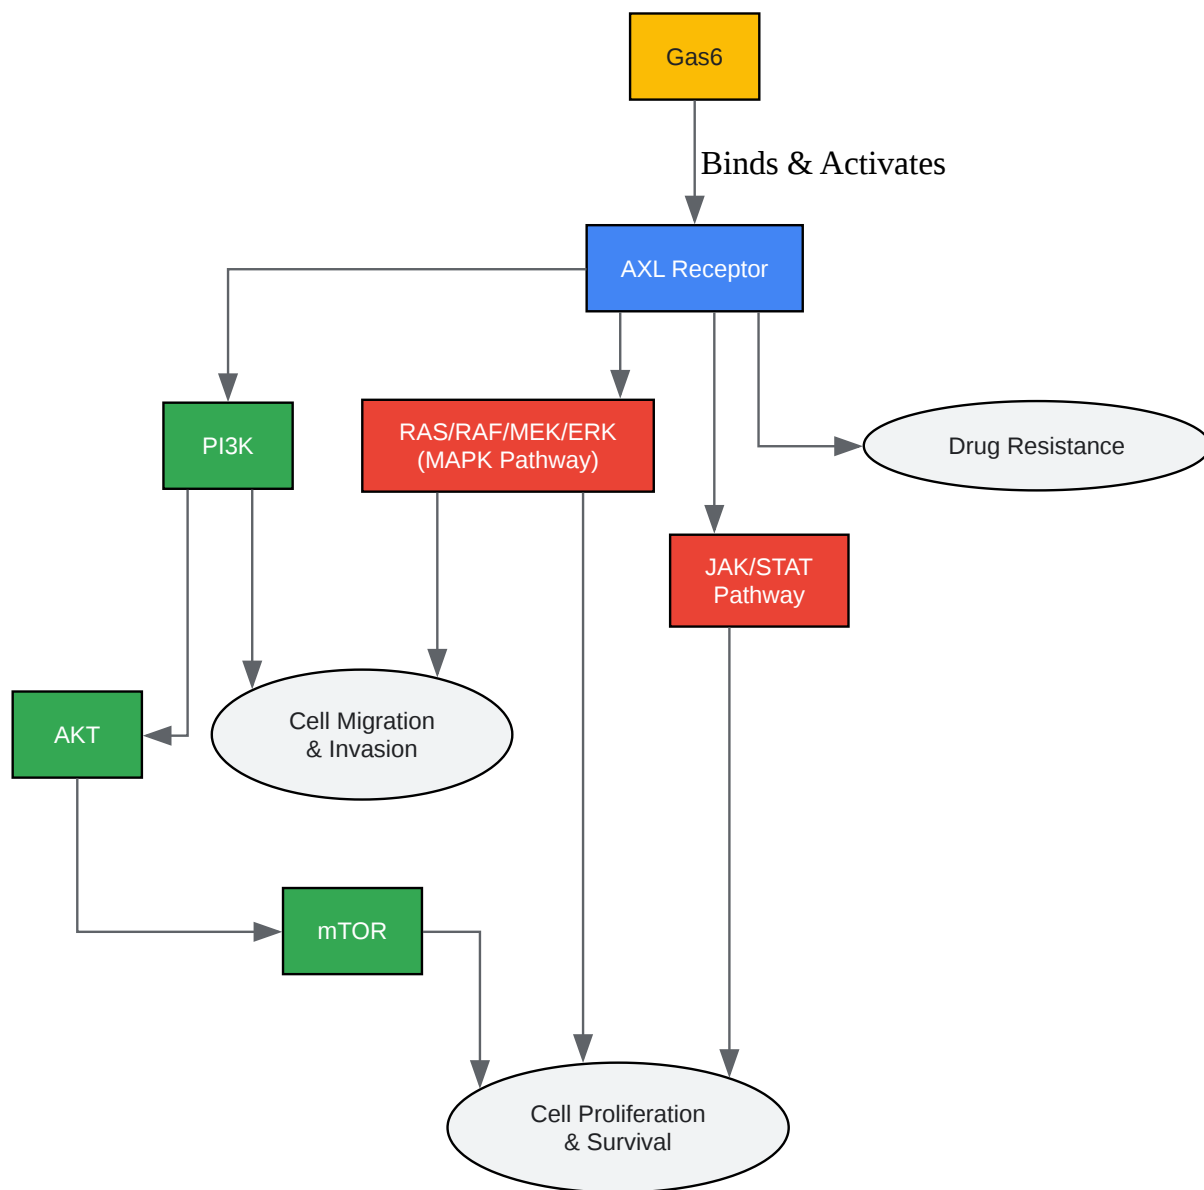 Gas6
Binds & Activates
AXL Receptor
PI3K
RAS/RAF/MEK/ERK
(MAPK Pathway)
Drug Resistance
JAK/STAT
Pathway
AKT
Cell Migration
& Invasion
mTOR
Cell Proliferation
& Survival